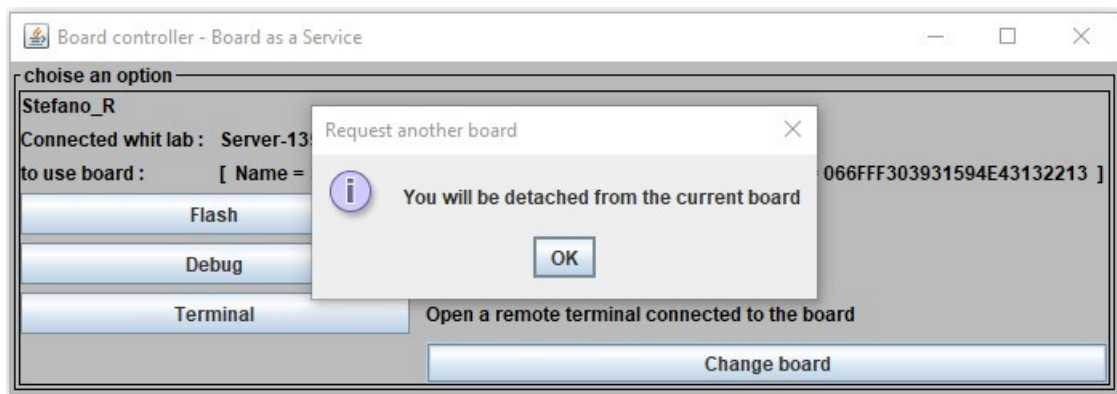 Board controller - Board as a Service
choise an option
Stefano_R
Connected whit lab : Server-13
to use board : [ Name = 066FFF303931594E43132213 ]
Request another board
You will be detached from the current board
OK
Flash
Debug
Terminal Open a remote terminal connected to the board
Change board